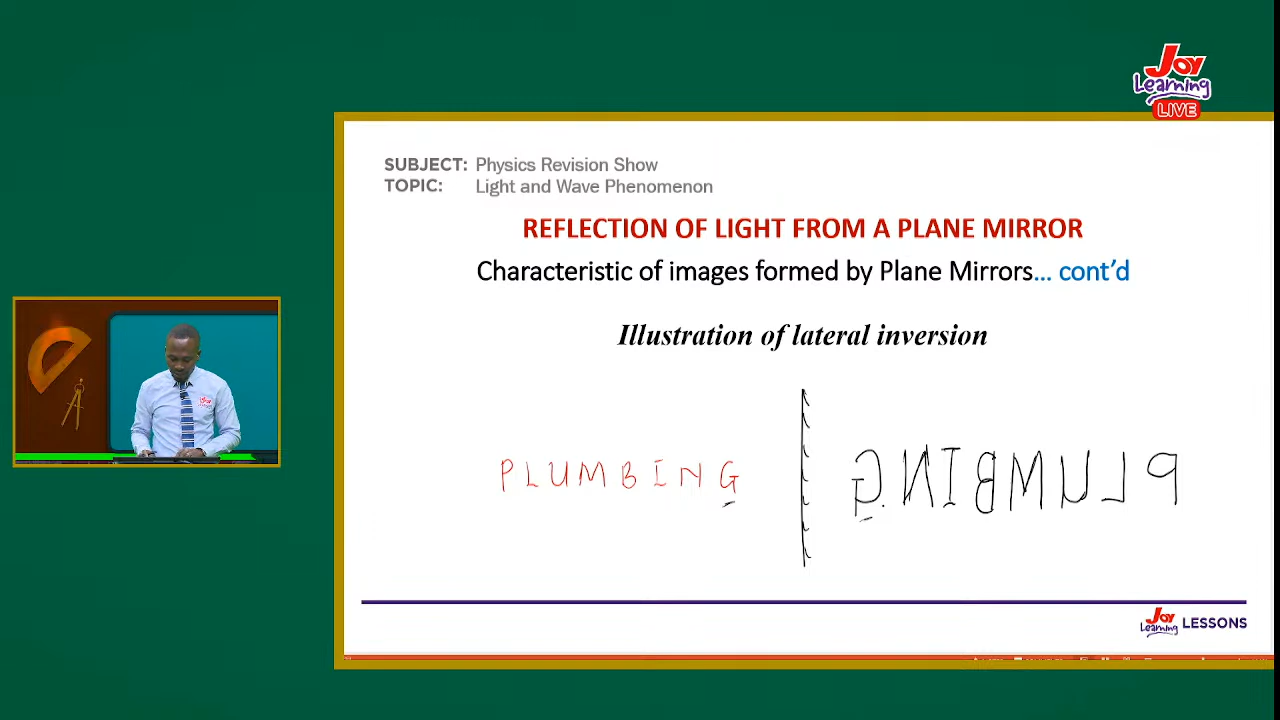 Joy
Learning
LIVE
SUBJECT: Physics Revision Show
TOPIC: Light and Wave Phenomenon
REFLECTION OF LIGHT FROM A PLANE MIRROR
Characteristic of images formed by Plane Mirrors... cont'd
Illustration of lateral inversion
PLUMBING GNIBMULP
Joy
Learning LESSONS